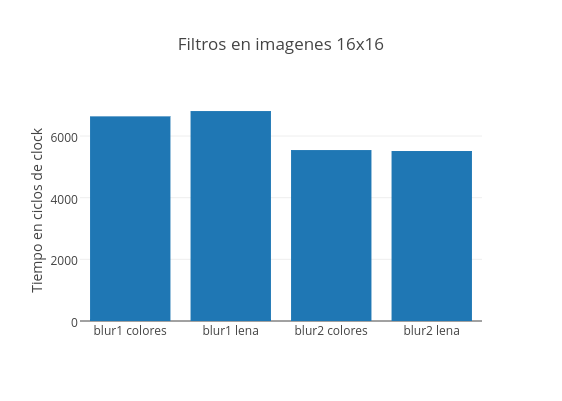 Filtros en imagenes 16x16
Tiempo en ciclos de clock
6000
4000
2000
0
blur1 colores
blur1 lena
blur2 colores
blur2 lena